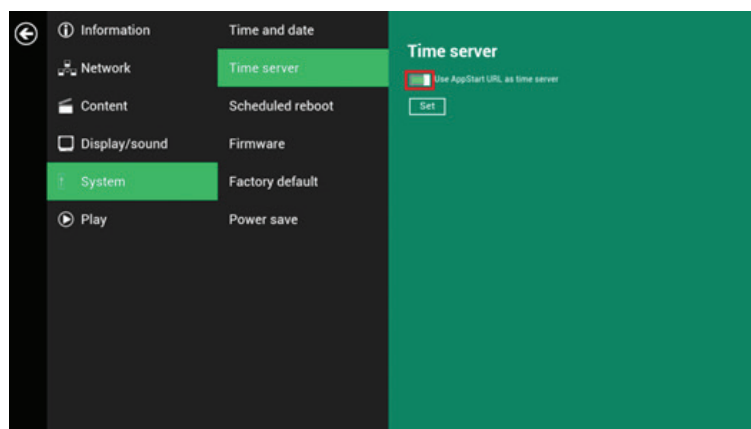 Information
Network
Content
Display/sound
System
Play
Time and date
Time server
Scheduled reboot
Firmware
Factory default
Power save
Time server
Use AppStart URL as time server
Set